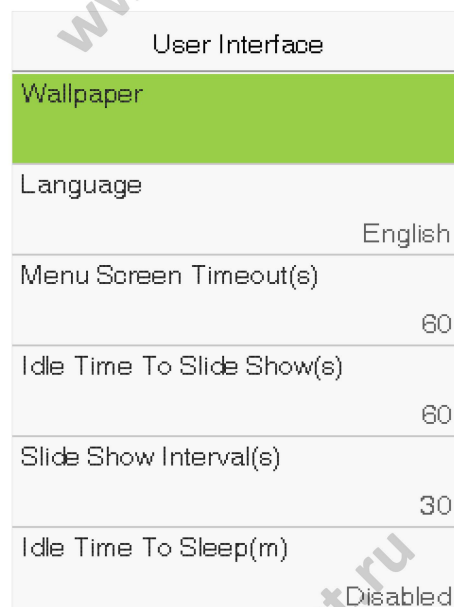 User Interface
Wallpaper
Language
English
Menu Screen Timeout(s)
60
Idle Time To Slide Show(s)
60
Slide Show Interval(s)
30
Idle Time To Sleep(m)
Disabled